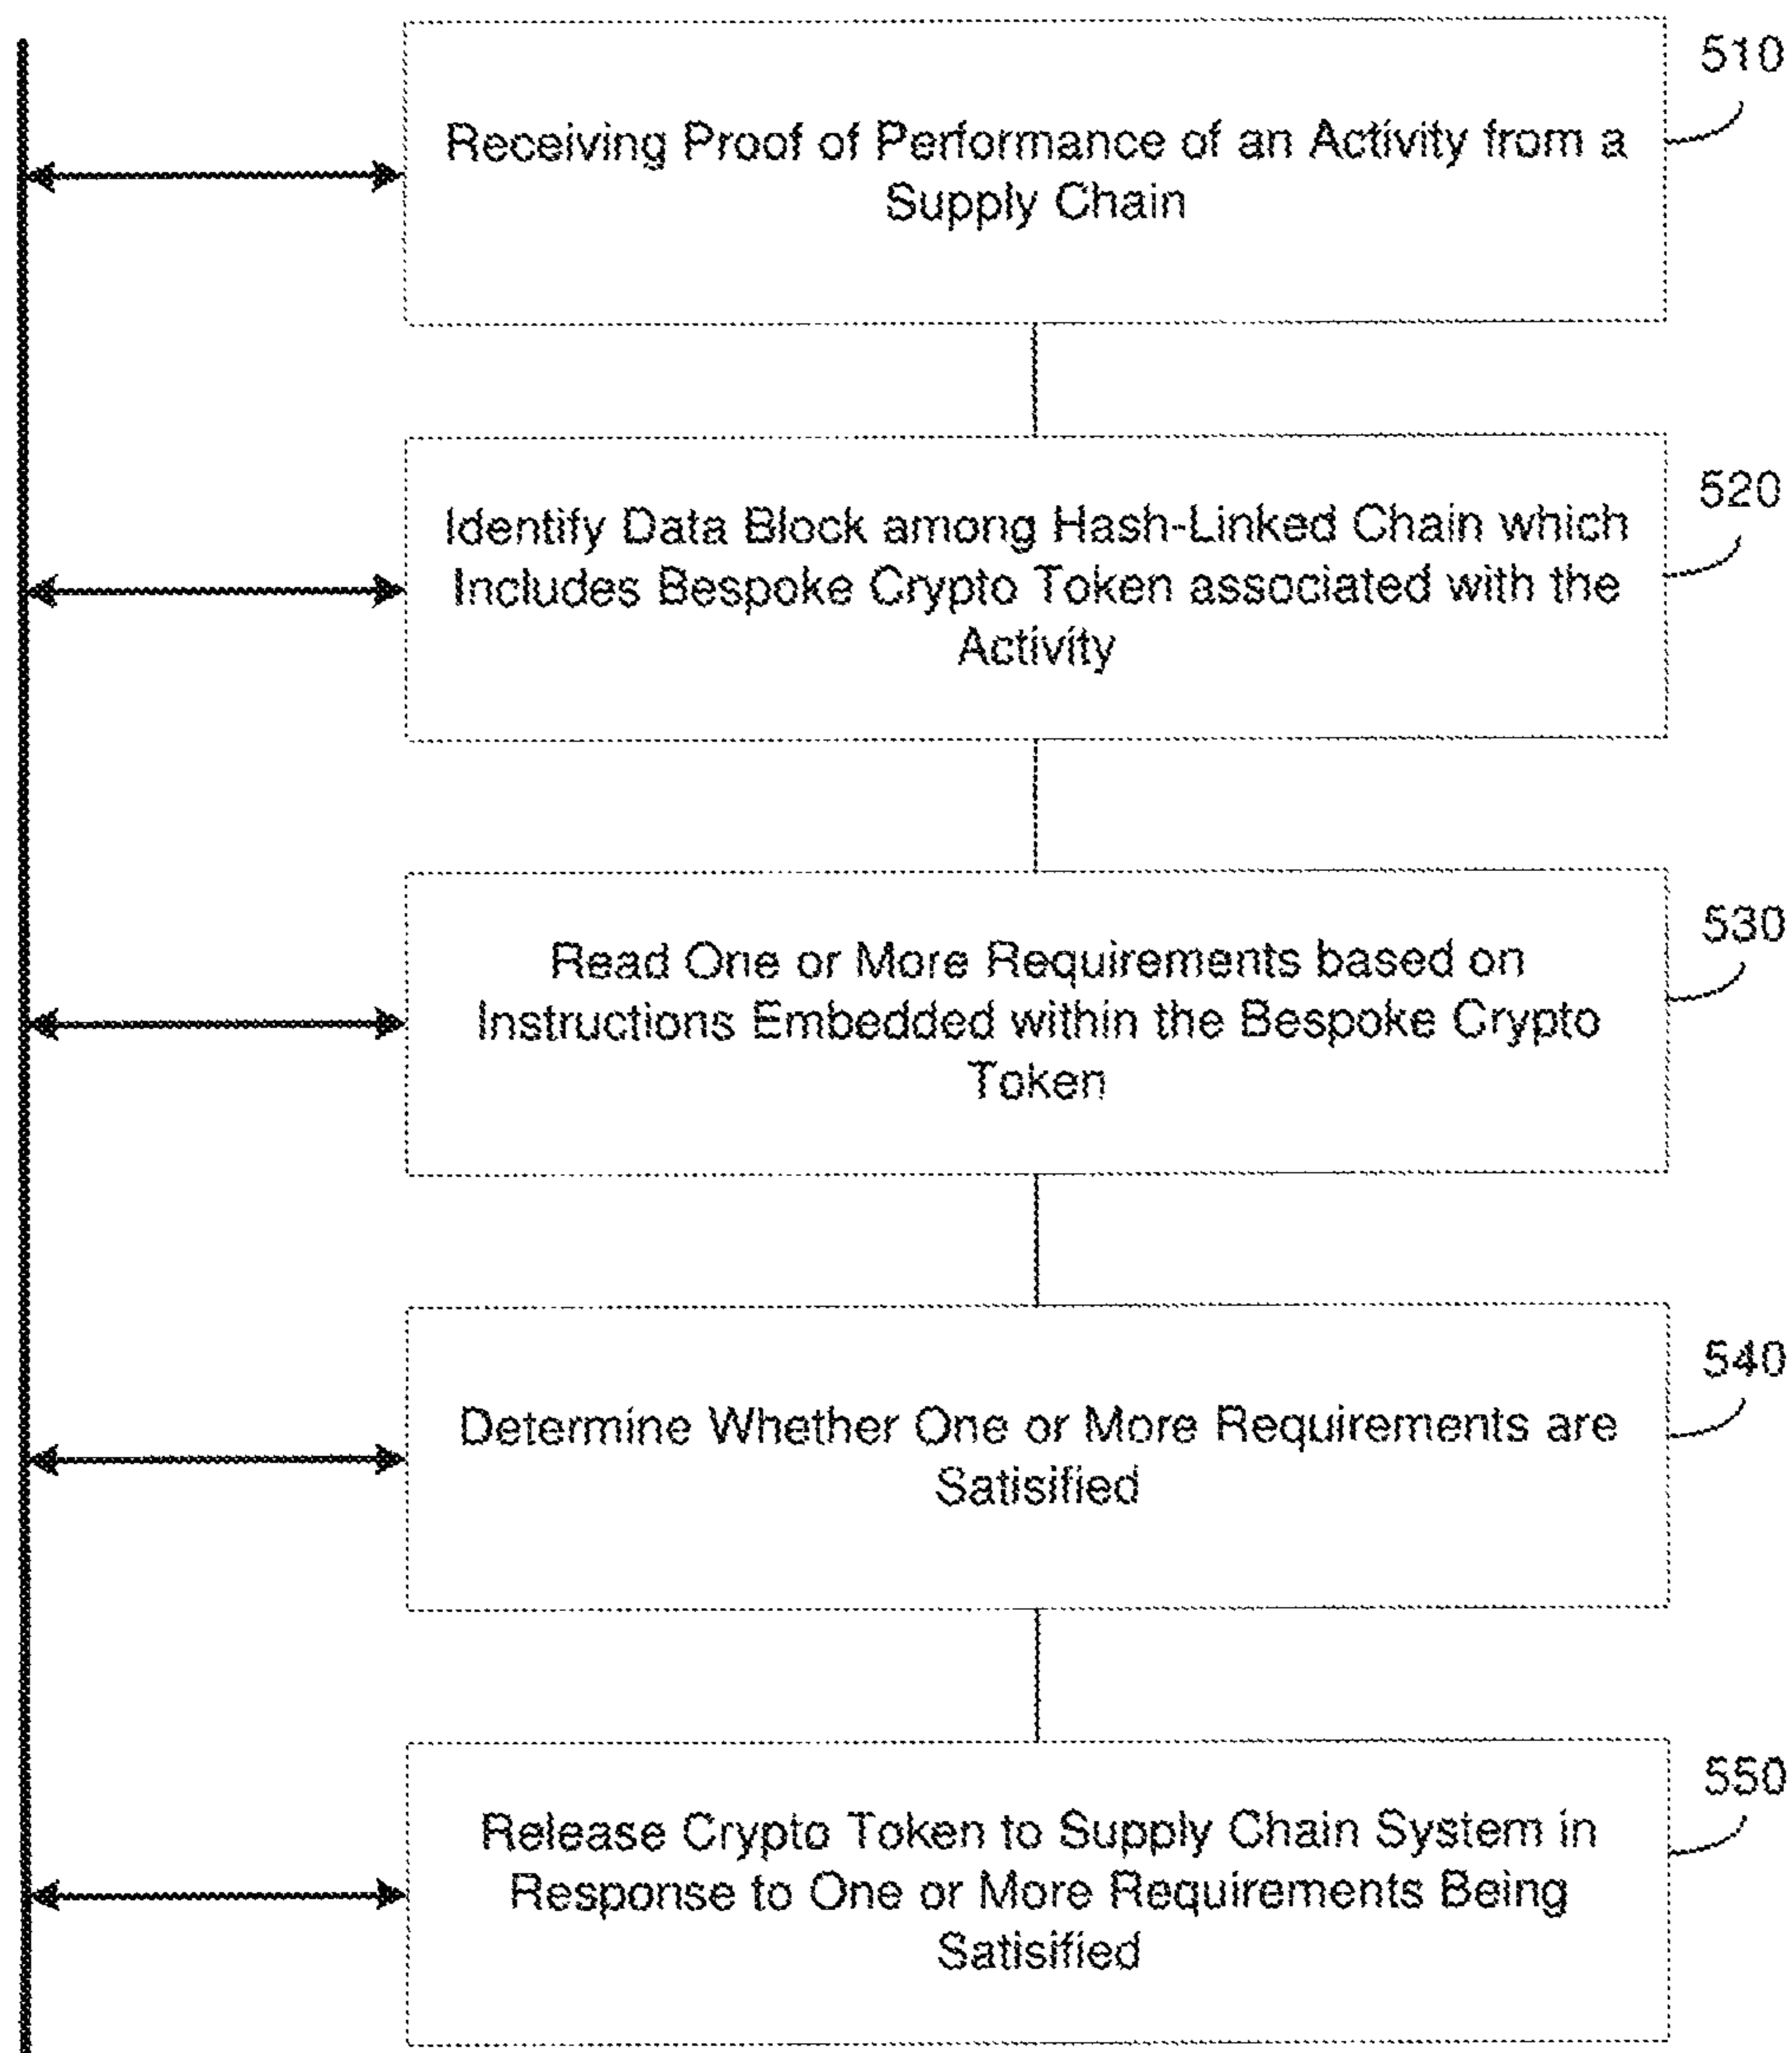 510
Receiving Proof of Performance of an Activity from a
Supply Chain
520
Identify Data Block among Hash-Linked Chain which
Includes Bespoke Crypto Token associated with the
Activity
530
Read One or More Requirements based on
Instructions Embedded within the Bespoke Crypto
Token
540
Determine Whether One or More Requirements are
Satisified
550
Release Crypto Token to Supply Chain System in
Response to One or More Requirements Being
Satisified